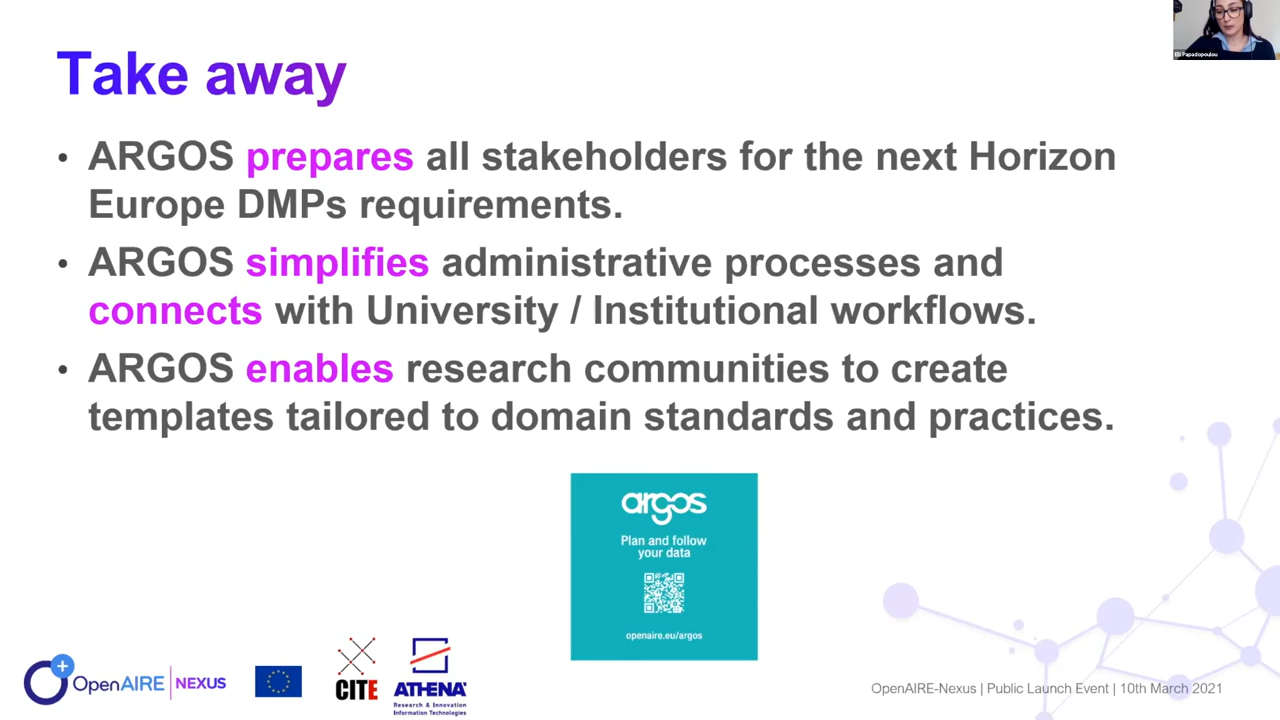 Elli Papadopoulou
Take away
• ARGOS prepares all stakeholders for the next Horizon
Europe DMPs requirements.
• ARGOS simplifies administrative processes and
connects with University / Institutional workflows.
• ARGOS enables research communities to create
templates tailored to domain standards and practices.
argos
Plan and follow
your data
openaire.eu/argos
OpenAIRE NEXUS
CITE
ATHENA
Research & Innovation
Information Technologies
OpenAIRE-Nexus | Public Launch Event | 10th March 2021